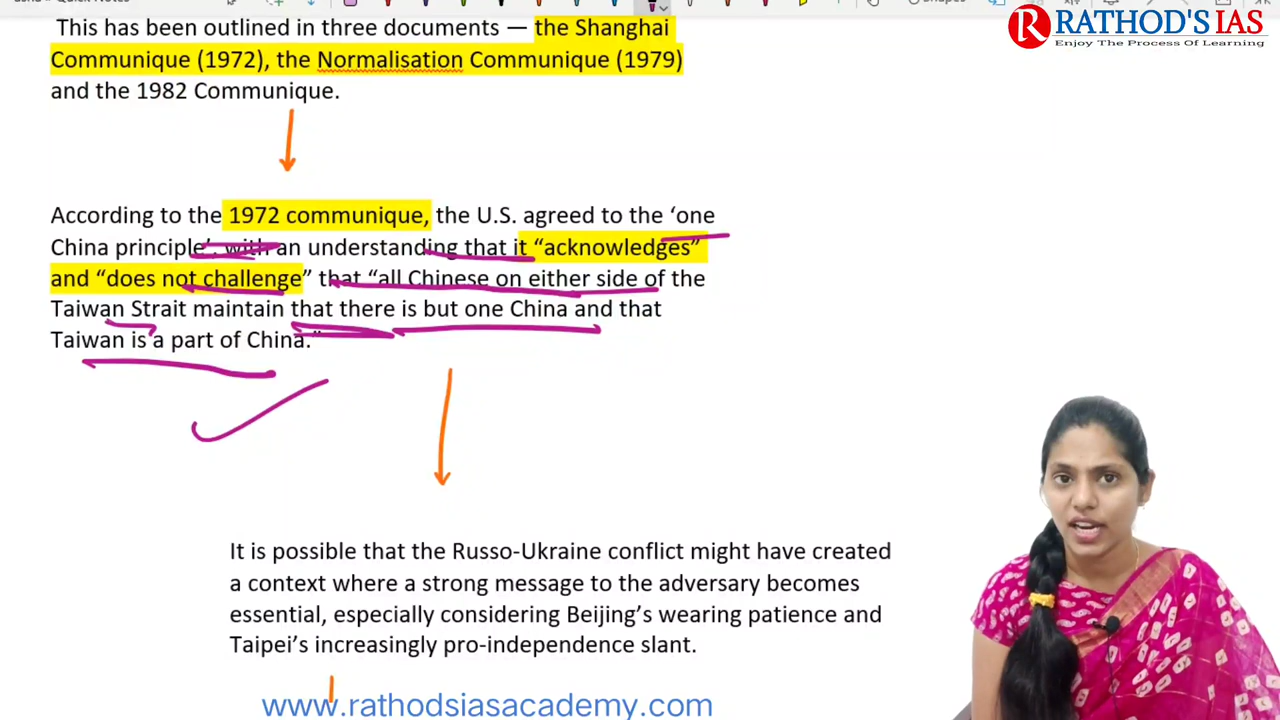 RATHOD'S IAS
Enjoy The Process Of Learning
This has been outlined in three documents — the Shanghai
Communique (1972), the Normalisation Communique (1979)
and the 1982 Communique.
According to the 1972 communique, the U.S. agreed to the ‘one
China principle’, with an understanding that it “acknowledges”
and “does not challenge” that “all Chinese on either side of the
Taiwan Strait maintain that there is but one China and that
Taiwan is a part of China.”
It is possible that the Russo-Ukraine conflict might have created
a context where a strong message to the adversary becomes
essential, especially considering Beijing’s wearing patience and
Taipei’s increasingly pro-independence slant.
www.rathodsiasacademy.com